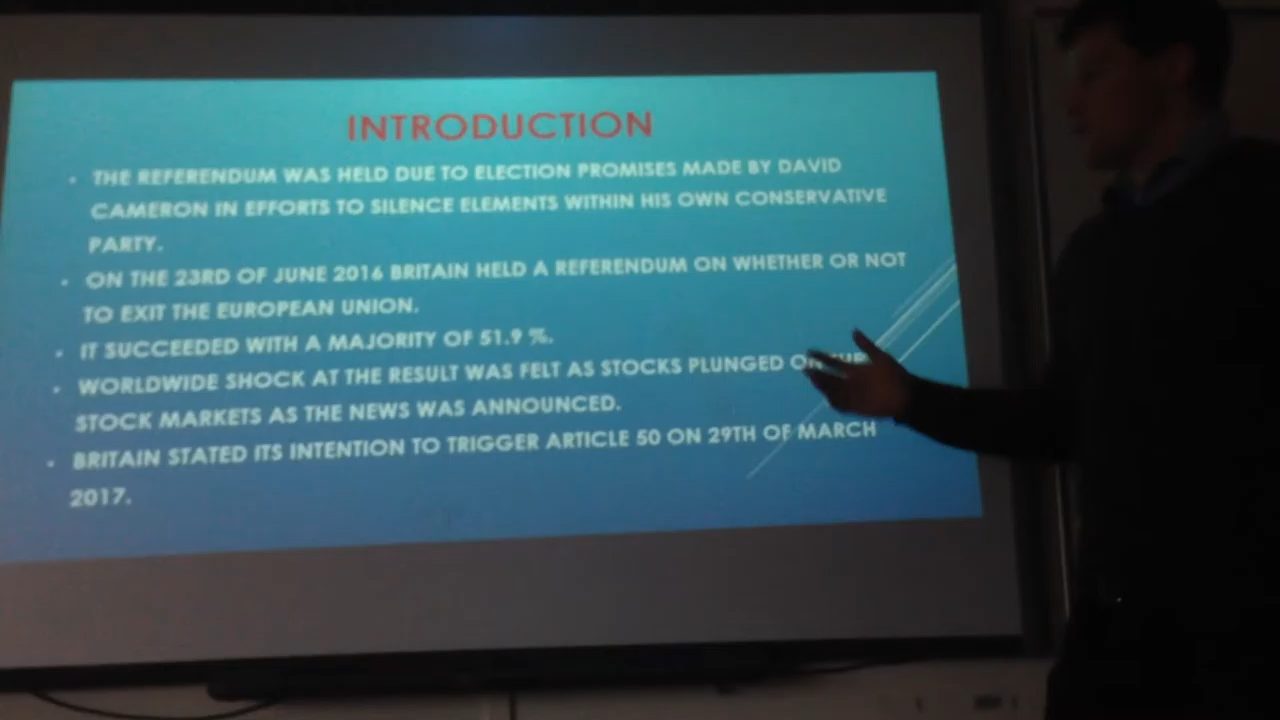 INTRODUCTION
THE REFERENDUM WAS HELD DUE TO ELECTION PROMISES MADE BY DAVID
CAMERON IN EFFORTS TO SILENCE ELEMENTS WITHIN HIS OWN CONSERVATIVE
PARTY.
ON THE 23RD OF JUNE 2016 BRITAIN HELD A REFERENDUM ON WHETHER OR NOT
TO EXIT THE EUROPEAN UNION.
IT SUCCEEDED WITH A MAJORITY OF 51.9 %.
WORLDWIDE SHOCK AT THE RESULT WAS FELT AS STOCKS PLUNGED ON
STOCK MARKETS AS THE NEWS WAS ANNOUNCED.
BRITAIN STATED ITS INTENTION TO TRIGGER ARTICLE 50 ON 29TH OF MARCH
2017.